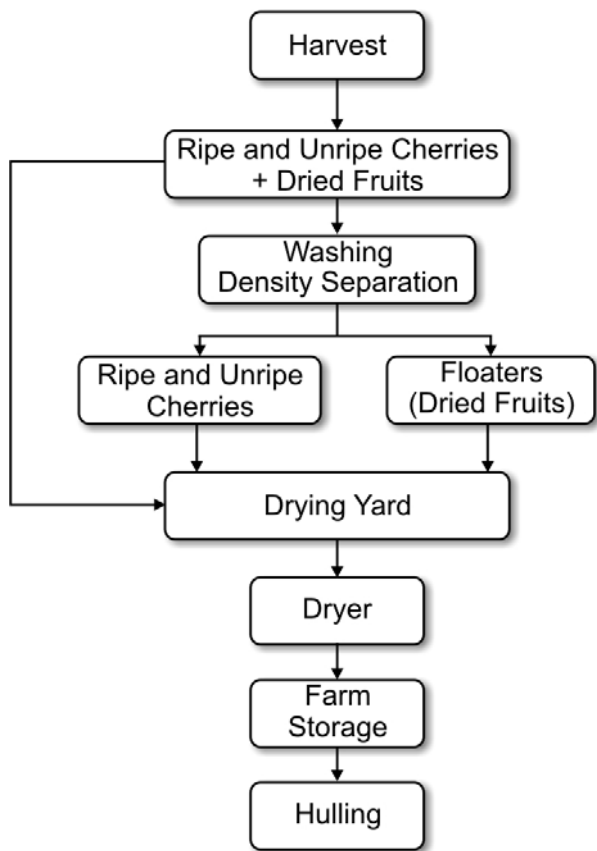 Harvest
Ripe and Unripe Cherries
+ Dried Fruits
Washing
Density Separation
Ripe and Unripe
Cherries
Floaters
(Dried Fruits)
Drying Yard
Dryer
Farm
Storage
Hulling